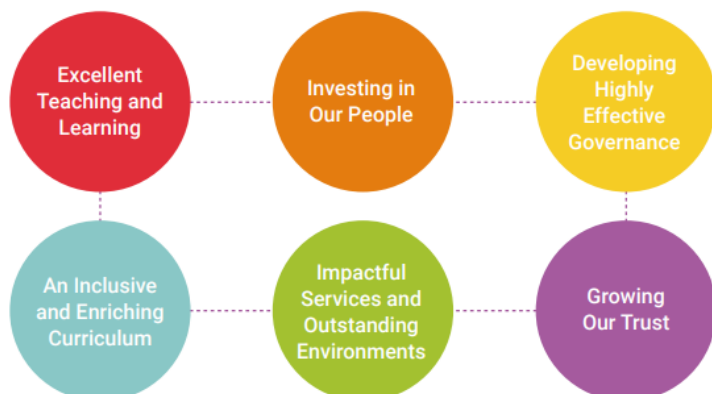 Excellent
Teaching and
Learning
Investing in
Our People
Developing
Highly
Effective
Governance
An Inclusive
and Enriching
Curriculum
Impactful
Services and
Outstanding
Environments
Growing
Our Trust